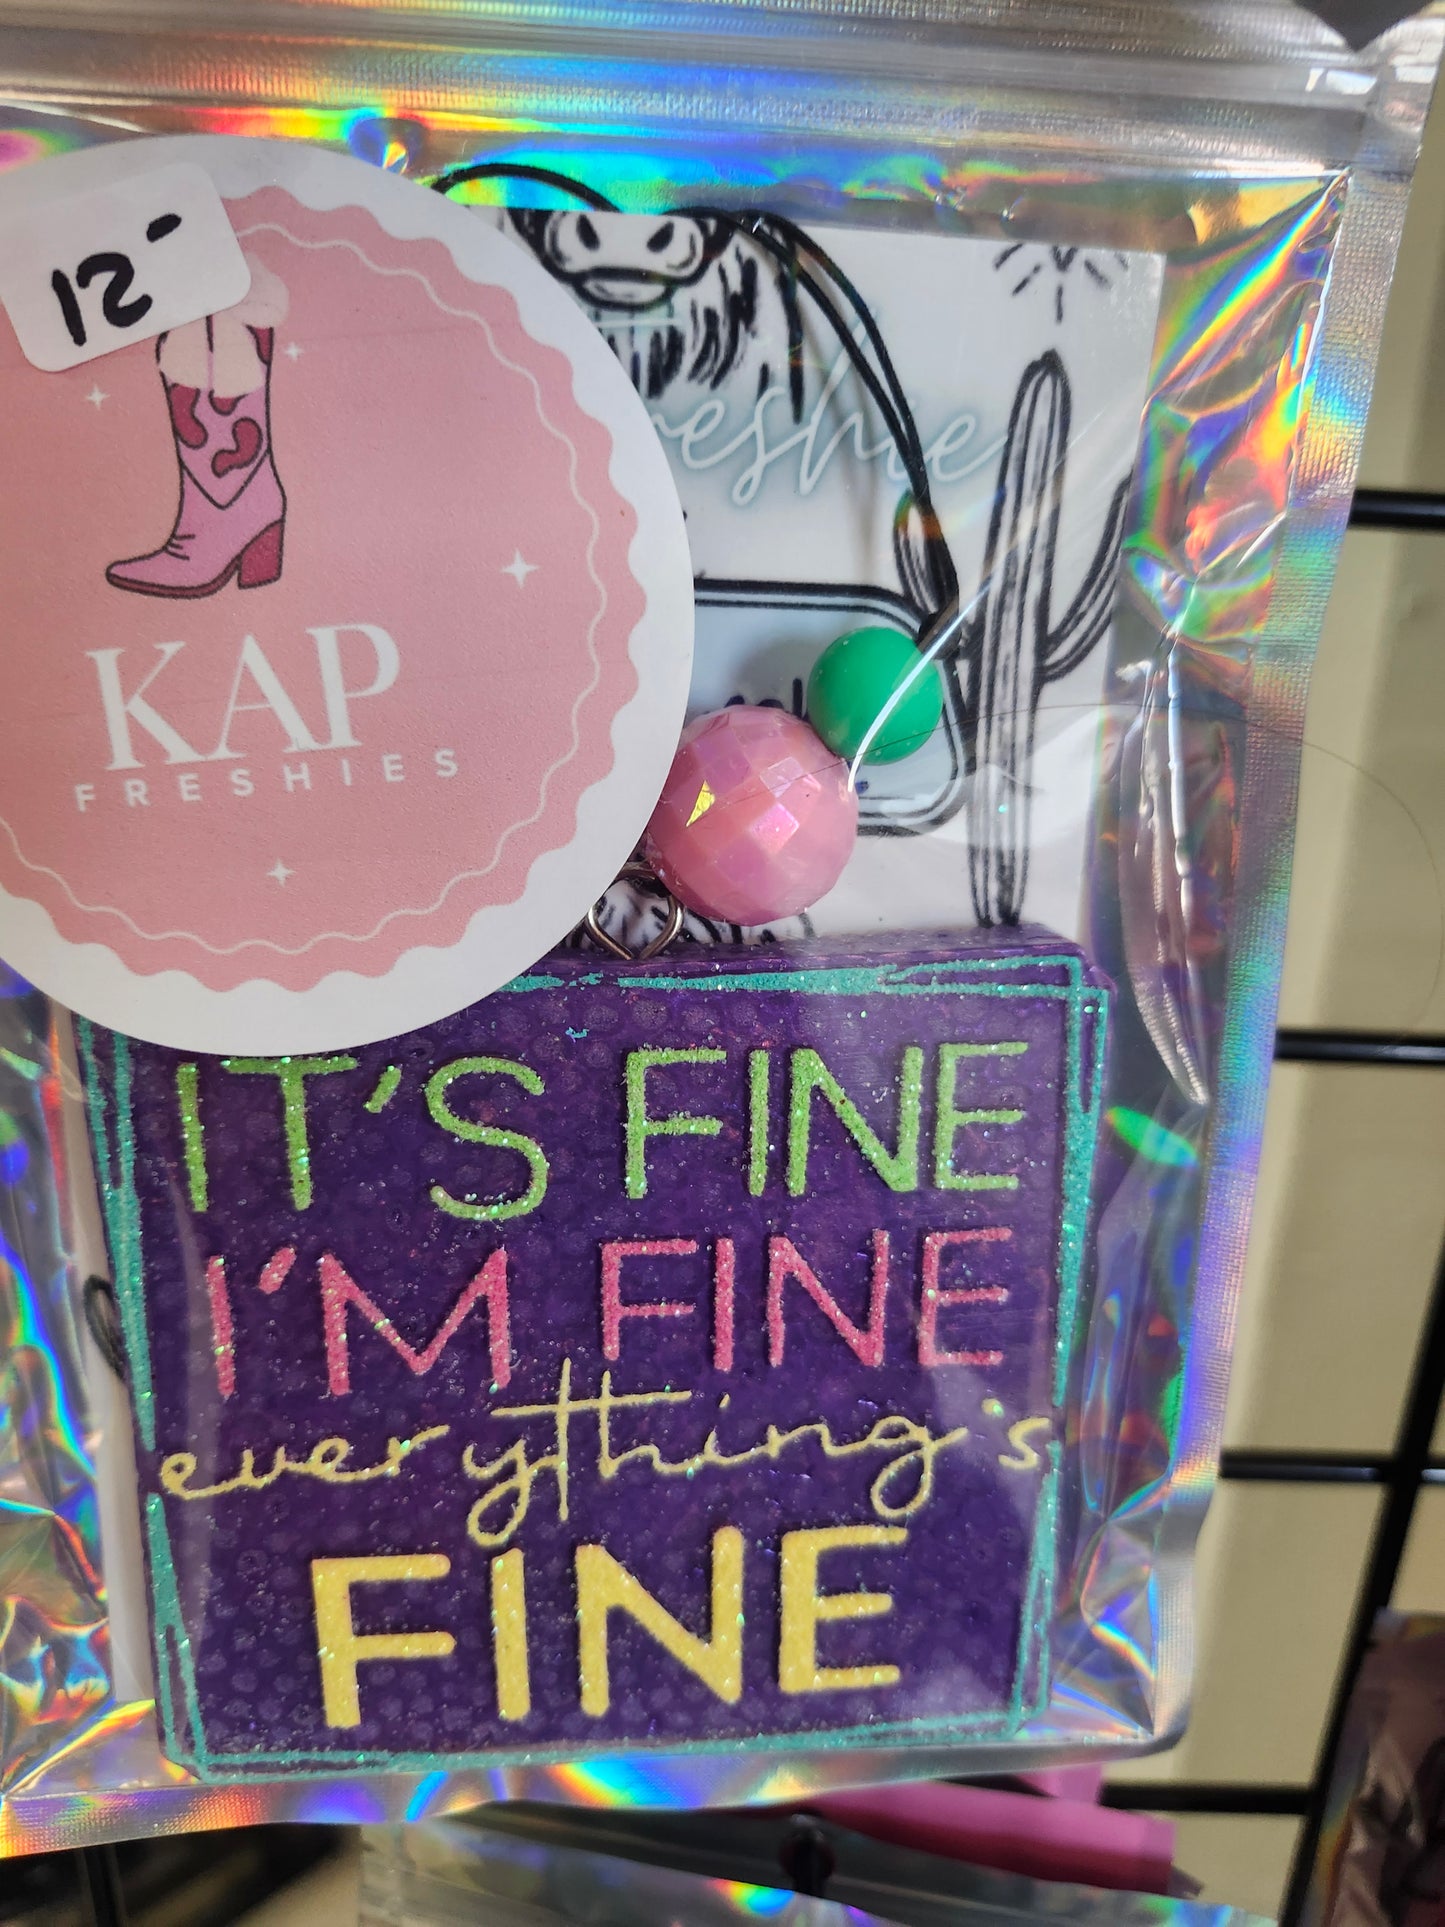 12-
KAP
FRESHIES
IT'S FINE
I'M FINE
everything's
FINE